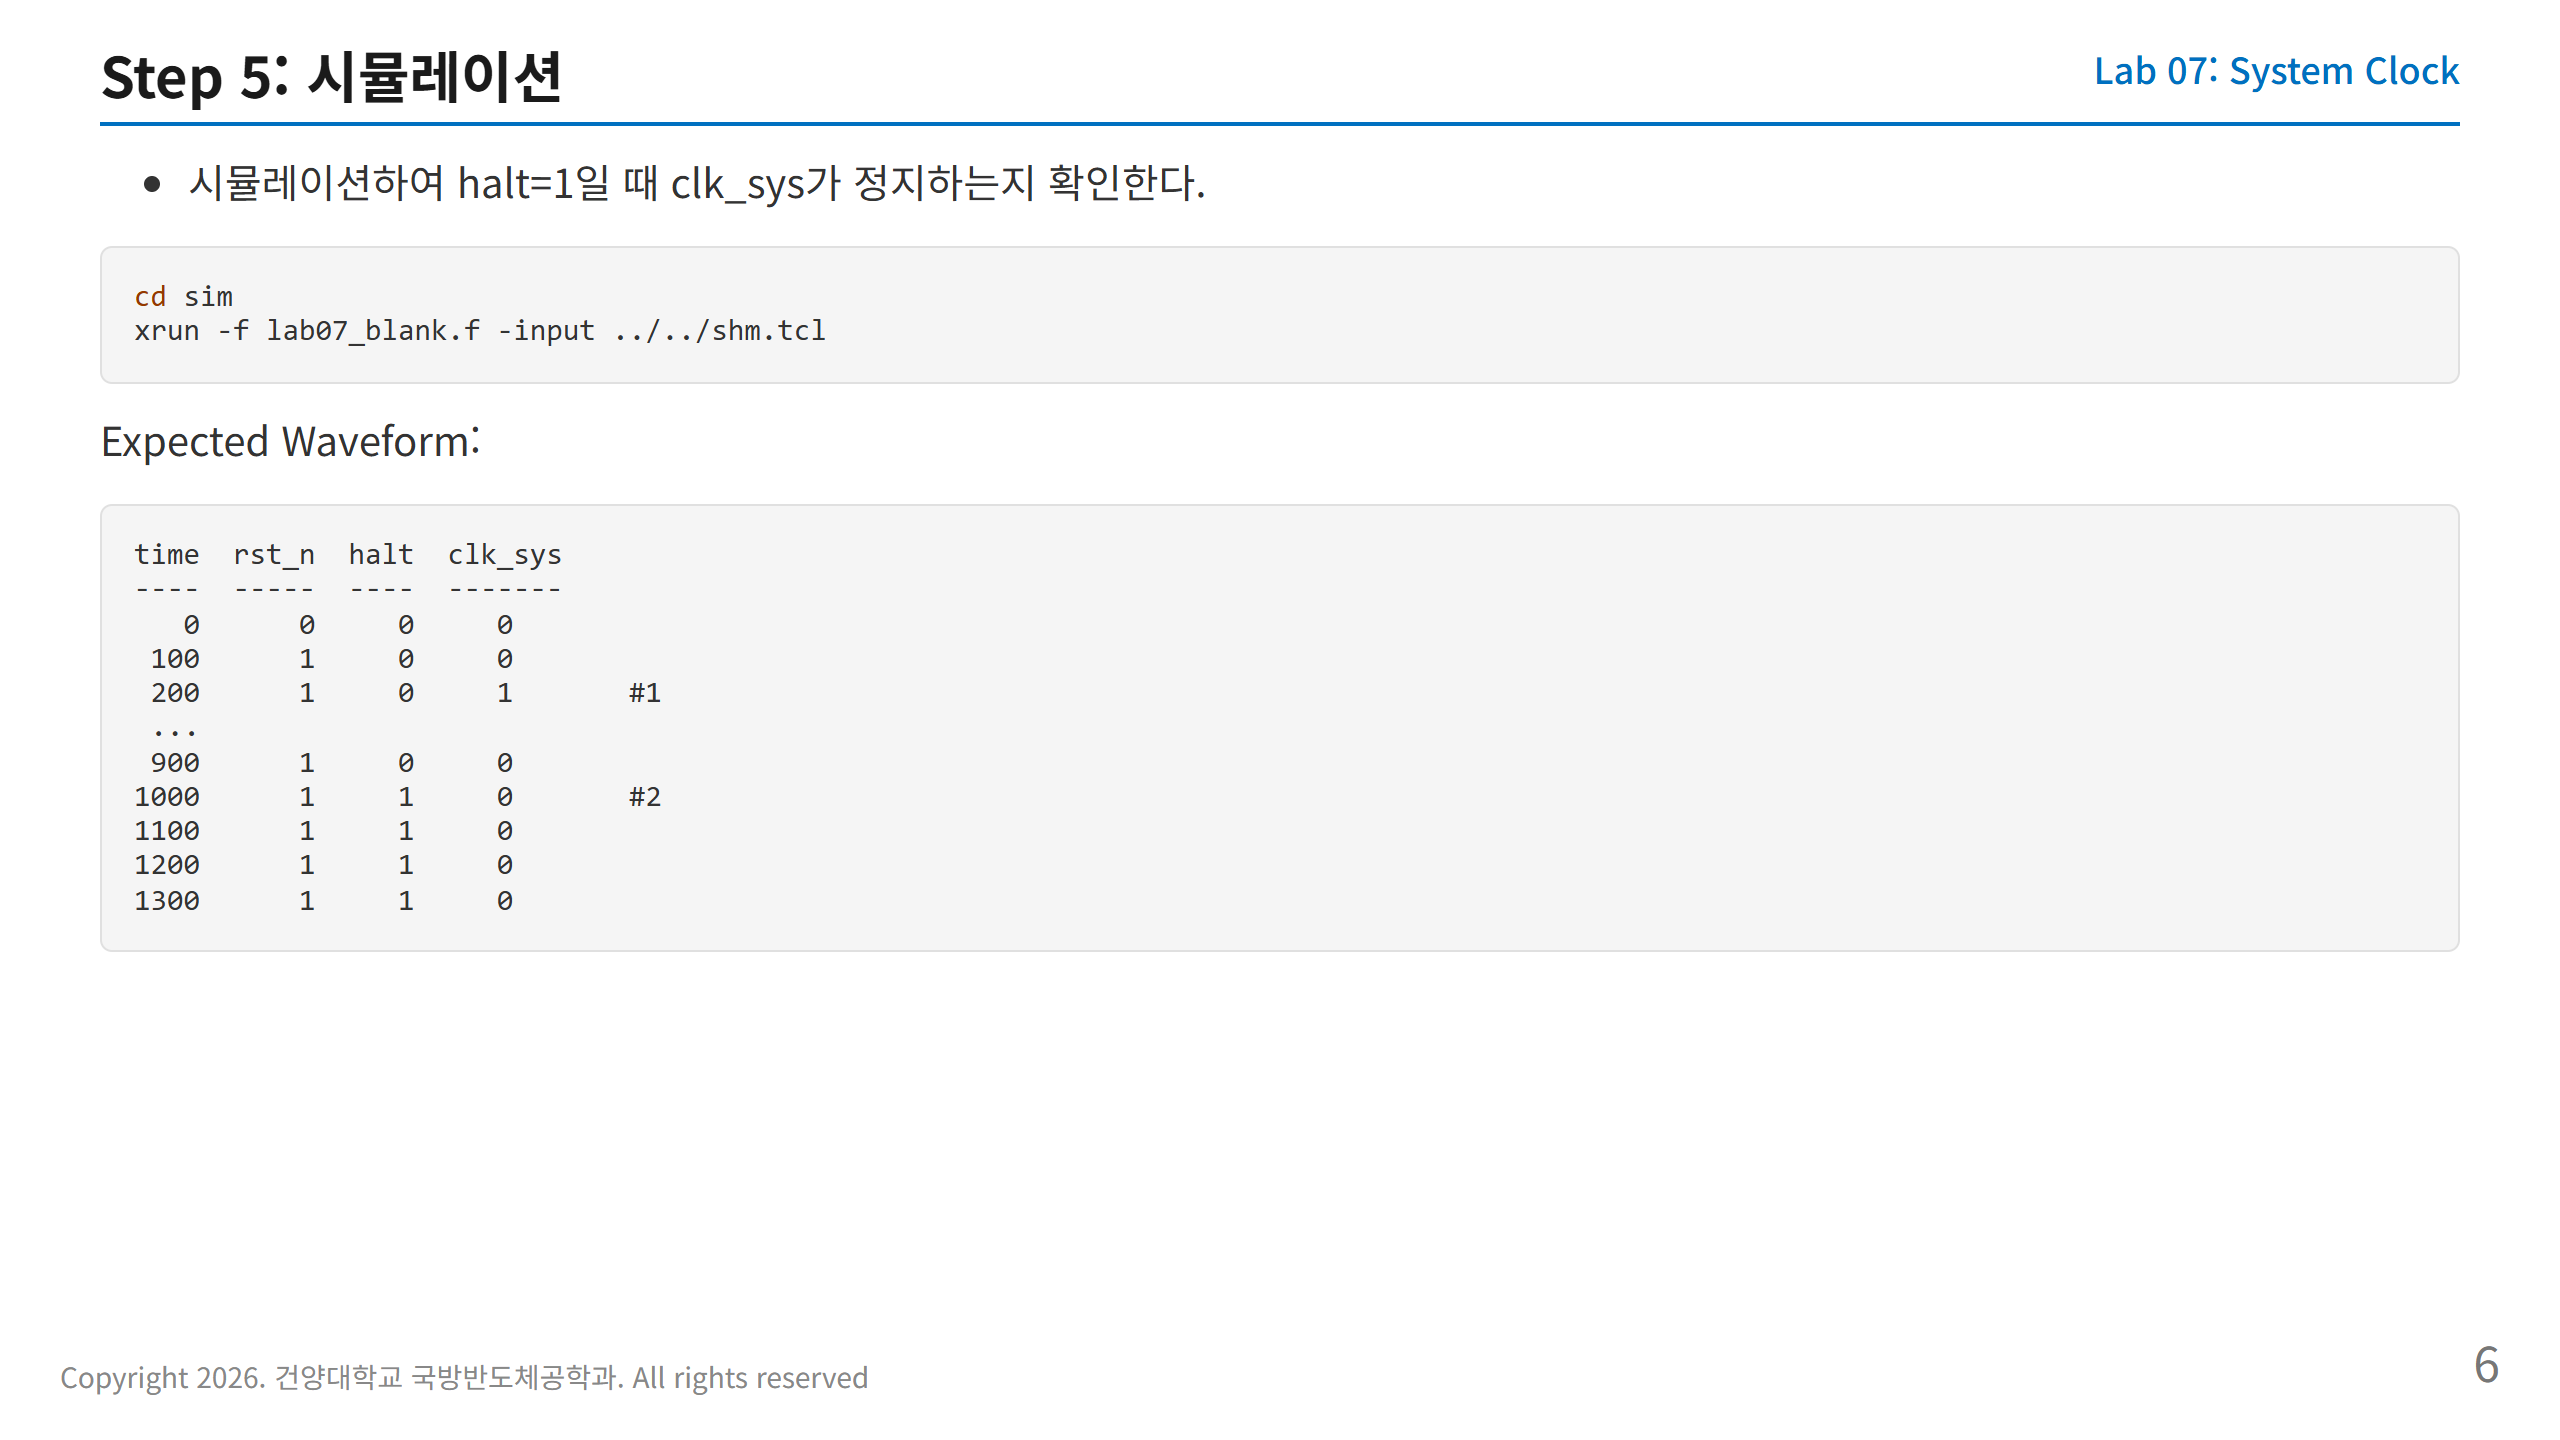 Step 5: 시뮬레이션
Lab 07: System Clock
• 시뮬레이션하여 halt=1일 때 clk_sys가 정지하는지 확인한다.
cd sim
xrun -f lab07_blank.f -input ../../shm.tcl
Expected Waveform:
time  rst_n  halt  clk_sys
----  -----  ----  -------
   0      0     0     0
 100      1     0     0
 200      1     0     1       #1
 ...
 900      1     0     0
1000      1     1     0       #2
1100      1     1     0
1200      1     1     0
1300      1     1     0
Copyright 2026. 건양대학교 국방반도체공학과. All rights reserved
6